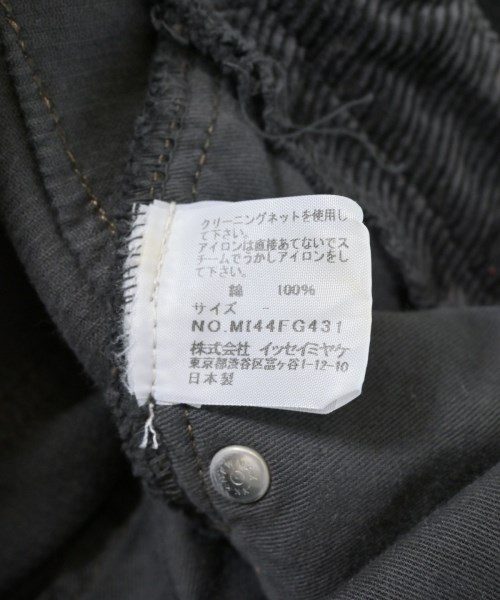 クリーニングネットを使用し
て下さい。
アイロンは直接あてないでス
チームでうかしアイロンをし
て下さい。
綿 100%
サイズ -
NO.MI44FG431
株式会社 イッセイミヤケ
東京都渋谷区富ヶ谷1-12-10
日本製